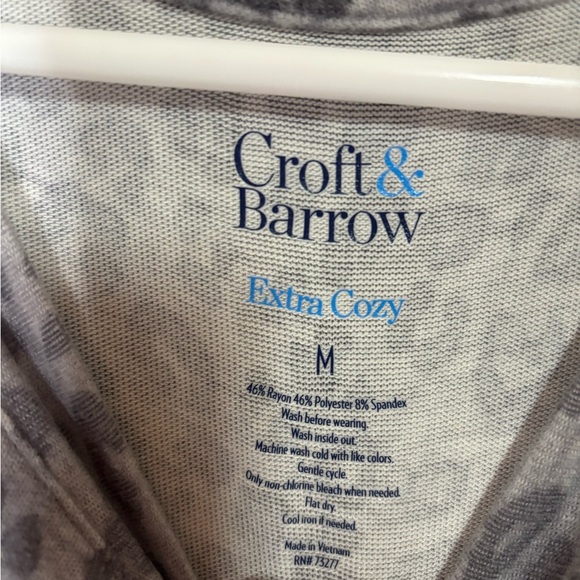 Croft&
Barrow
Extra Cozy
M
46% Rayon 46% Polyester 8% Spandex
Wash before wearing.
Wash inside out.
Machine wash cold with like colors.
Gentle cycle.
Only non-chlorine bleach when needed.
Flat dry.
Cool iron if needed.
Made in Vietnam
RN# 73277